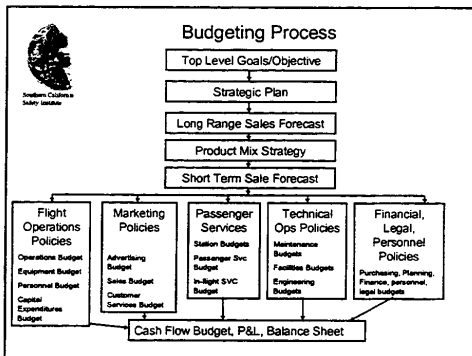 Budgeting Process
Southern California
Safety Institute
Top Level Goals/Objective
Strategic Plan
Long Range Sales Forecast
Product Mix Strategy
Short Term Sale Forecast
Flight
Operations
Policies
Operations Budget
Equipment Budget
Personnel Budget
Capital
Expenditures
Budget
Marketing
Policies
Advertising
Budget
Sales Budget
Customer
Services Budget
Passenger
Services
Station Budgets
Passenger Svc
Budget
In-flight SVC
Budget
Technical
Ops Policies
Maintenance
Budgets
Facilities Budgets
Engineering
Budgets
Financial,
Legal,
Personnel
Policies
Purchasing, Planning,
Finance, personnel,
legal budgets
Cash Flow Budget, P&L, Balance Sheet